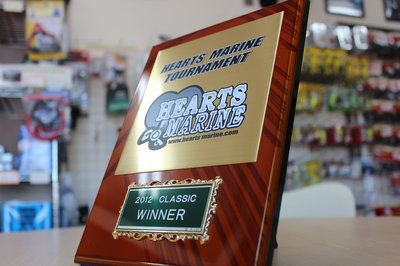 HEARTS MARINE
TOURNAMENT
HEARTS
MARINE
www.hearts-marine.com
2012 CLASSIC
WINNER